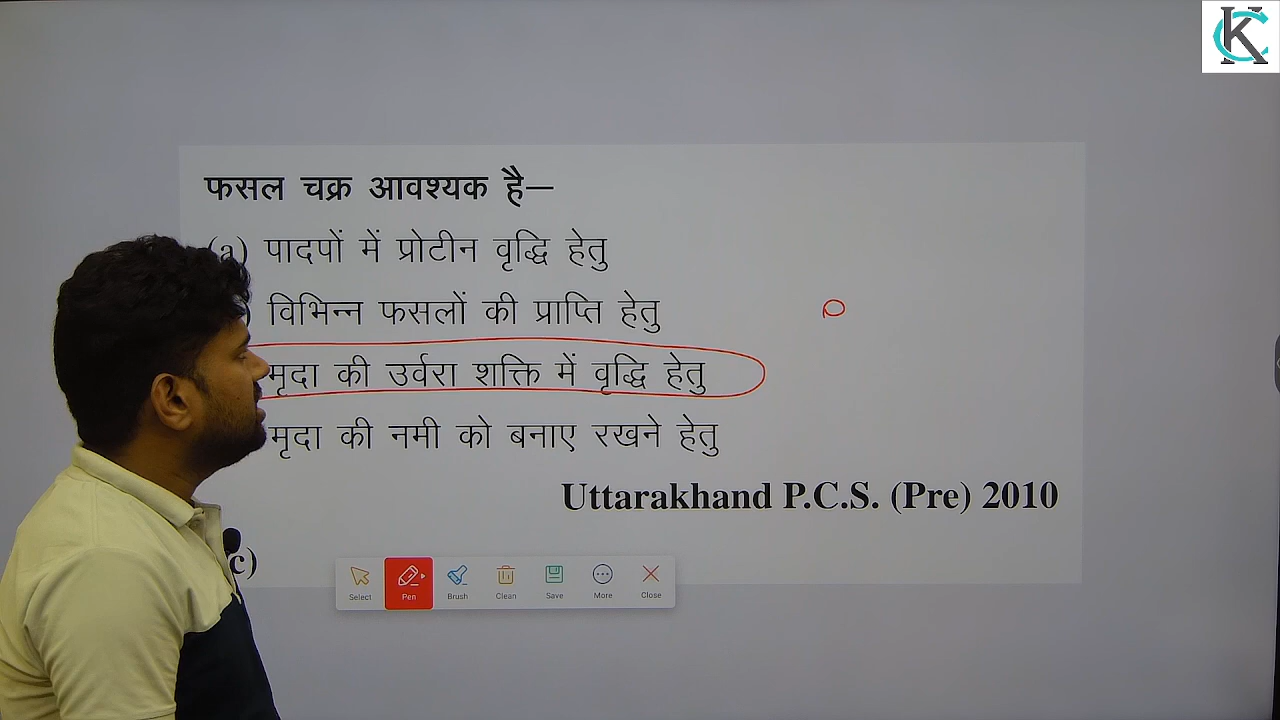 फसल चक्र आवश्यक है–
(a) पादपों में प्रोटीन वृद्धि हेतु
) विभिन्न फसलों की प्राप्ति हेतु
मृदा की उर्वरा शक्ति में वृद्धि हेतु
मृदा की नमी को बनाए रखने हेतु
Uttarakhand P.C.S. (Pre) 2010
c)
Select Pen Brush Clean Save More Close
KC